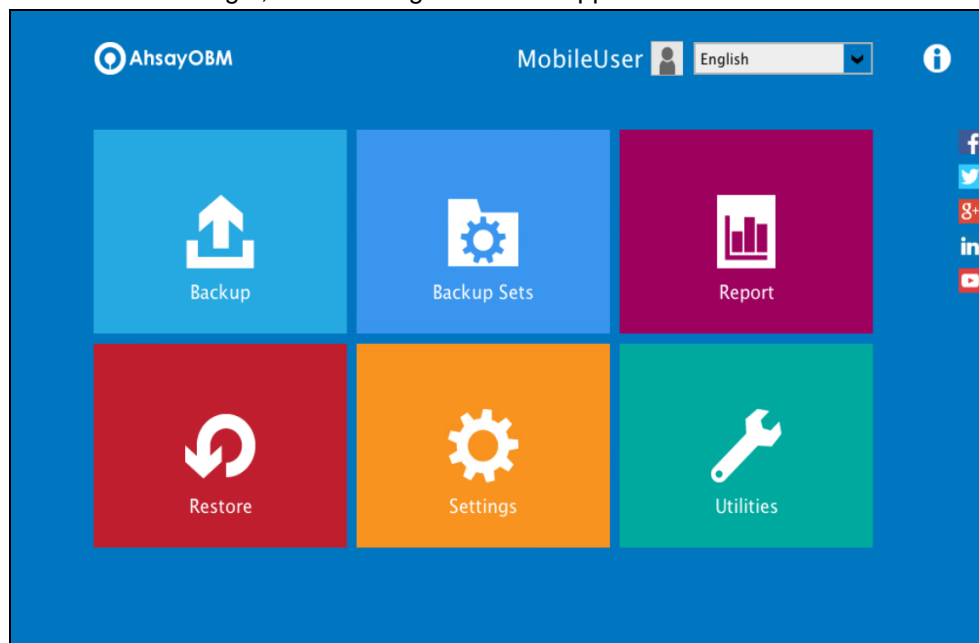 AhsayOBM
MobileUser
English
Backup
Backup Sets
Report
Restore
Settings
Utilities